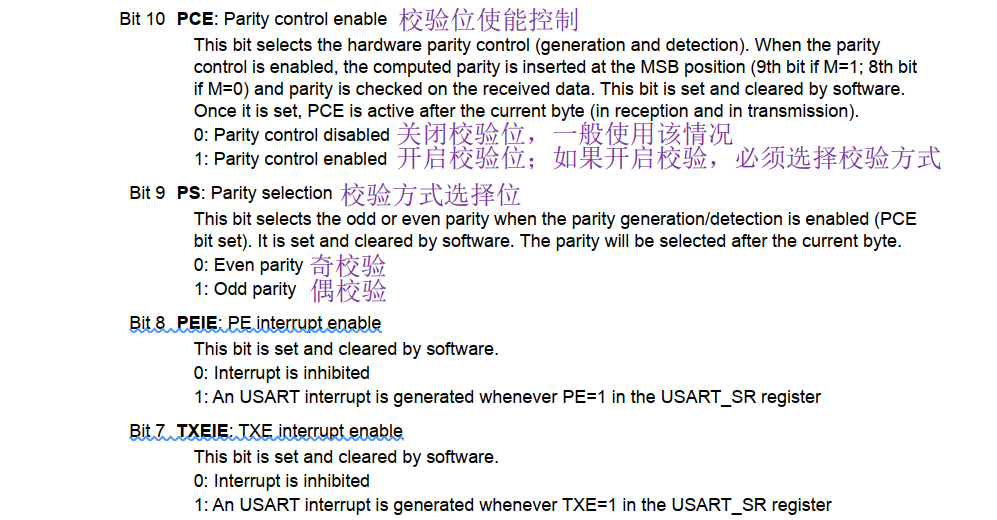 Bit 10 PCE: Parity control enable 校验位使能控制
This bit selects the hardware parity control (generation and detection). When the parity
control is enabled, the computed parity is inserted at the MSB position (9th bit if M=1; 8th bit
if M=0) and parity is checked on the received data. This bit is set and cleared by software.
Once it is set, PCE is active after the current byte (in reception and in transmission).
0: Parity control disabled 关闭校验位，一般使用该情况
1: Parity control enabled 开启校验位；如果开启校验，必须选择校验方式
Bit 9 PS: Parity selection 校验方式选择位
This bit selects the odd or even parity when the parity generation/detection is enabled (PCE
bit set). It is set and cleared by software. The parity will be selected after the current byte.
0: Even parity 奇校验
1: Odd parity 偶校验
Bit 8 PEIE: PE interrupt enable
This bit is set and cleared by software.
0: Interrupt is inhibited
1: An USART interrupt is generated whenever PE=1 in the USART_SR register
Bit 7 TXEIE: TXE interrupt enable
This bit is set and cleared by software.
0: Interrupt is inhibited
1: An USART interrupt is generated whenever TXE=1 in the USART_SR register